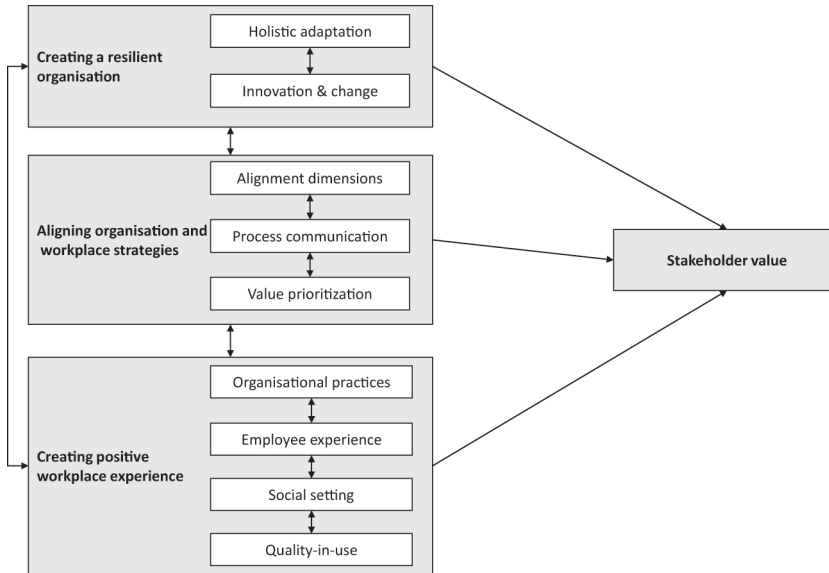 Holistic adaptation
Creating a resilient
organisation
Innovation & change
Alignment dimensions
Aligning organisation and
workplace strategies
Process communication
Value prioritization
Stakeholder value
Organisational practices
Employee experience
Creating positive
workplace experience
Social setting
Quality-in-use